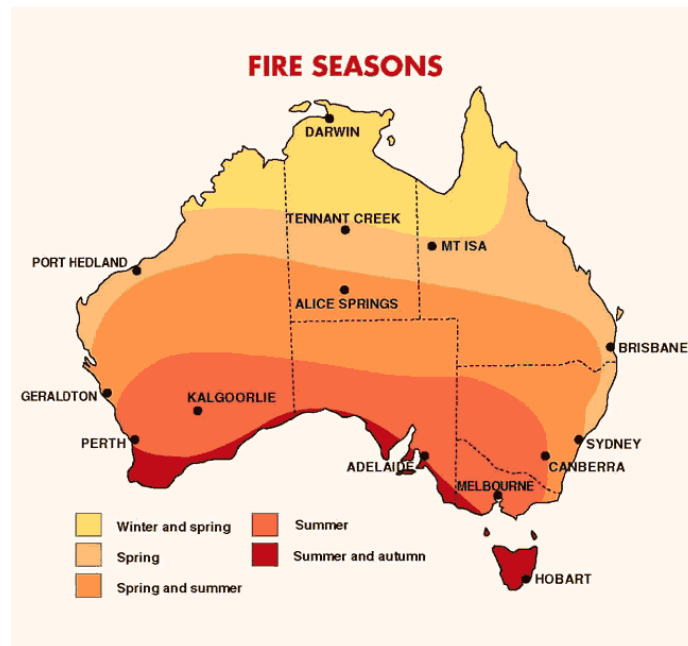 FIRE SEASONS
DARWIN
TENNANT CREEK
MT ISA
PORT HEDLAND
ALICE SPRINGS
BRISBANE
GERALDTON
KALGOORLIE
PERTH
SYDNEY
ADELAIDE
CANBERRA
MELBOURNE
Winter and spring
Summer
Spring
Summer and autumn
Spring and summer
HOBART